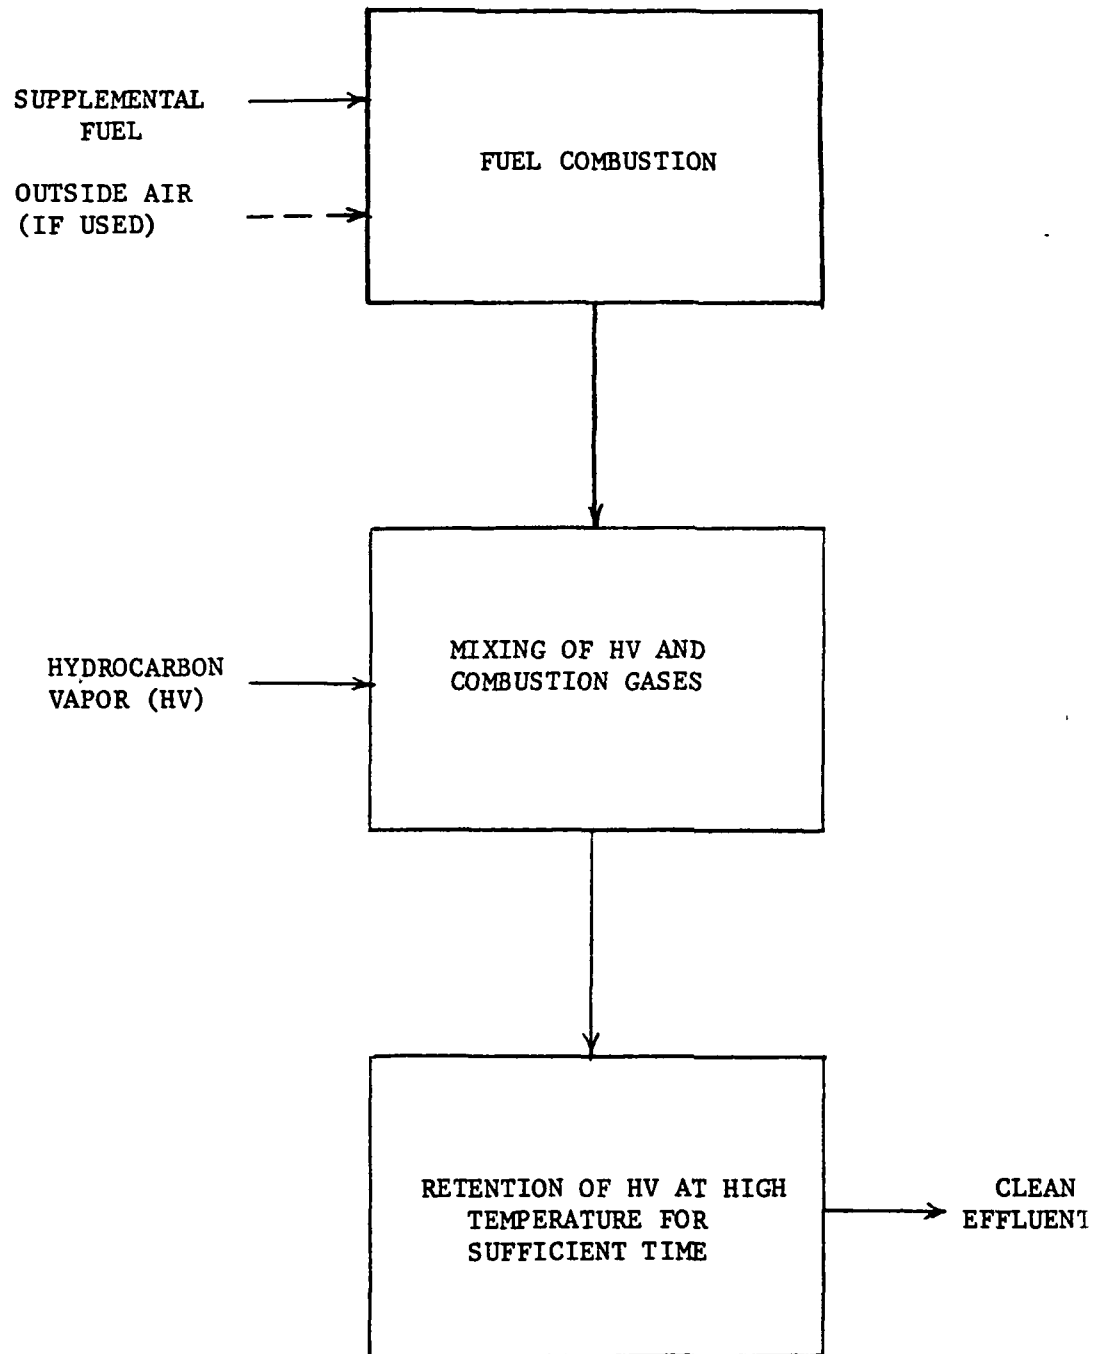 SUPPLEMENTAL
FUEL
OUTSIDE AIR
(IF USED)
FUEL COMBUSTION
HYDROCARBON
VAPOR (HV)
MIXING OF HV AND
COMBUSTION GASES
RETENTION OF HV AT HIGH
TEMPERATURE FOR
SUFFICIENT TIME
CLEAN
EFFLUENT